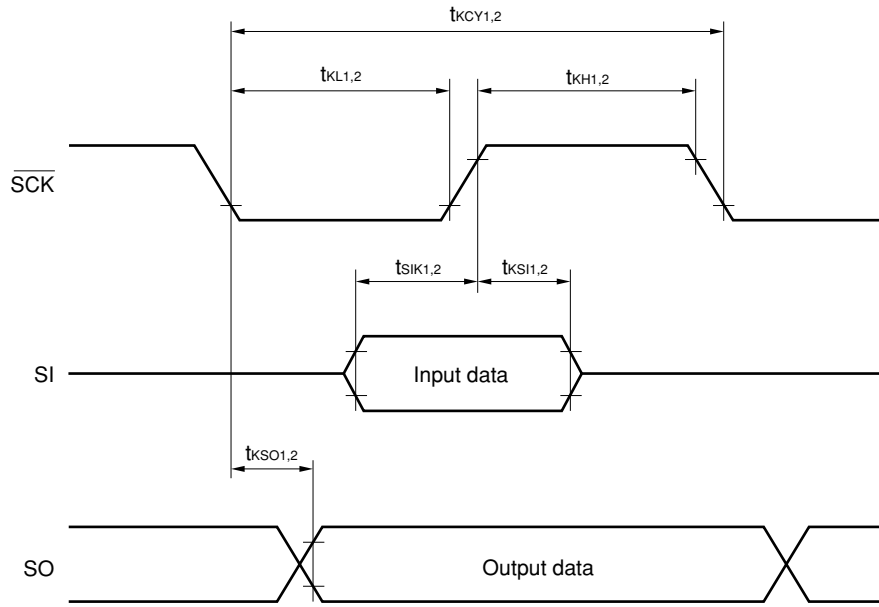 tKCY1,2
tKL1,2
tKH1,2
SCK
tSIK1,2
tKSI1,2
SI
Input data
tKSO1,2
SO
Output data